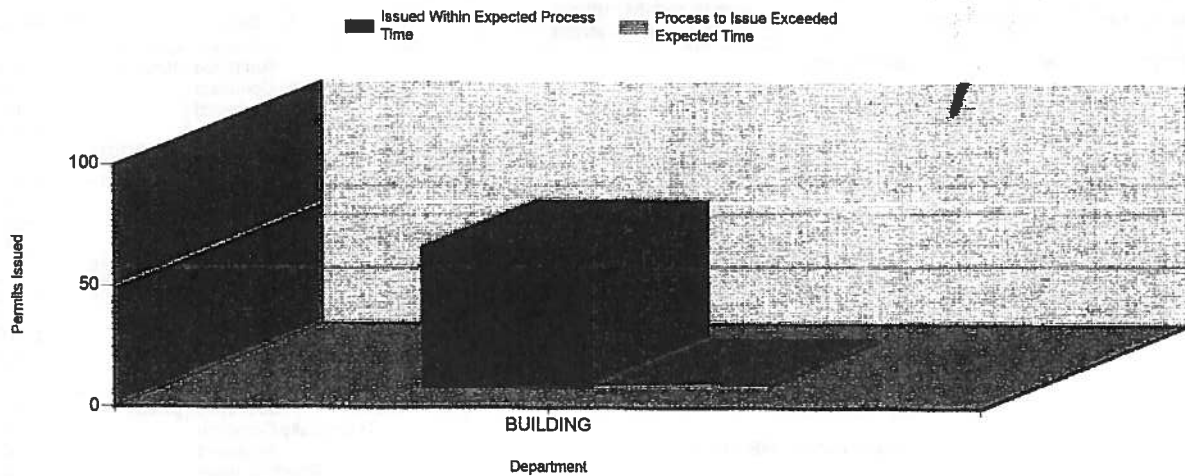 Issued Within Expected Process
Time
Process to Issue Exceeded
Expected Time
100
50
0
Permits Issued
BUILDING
Department